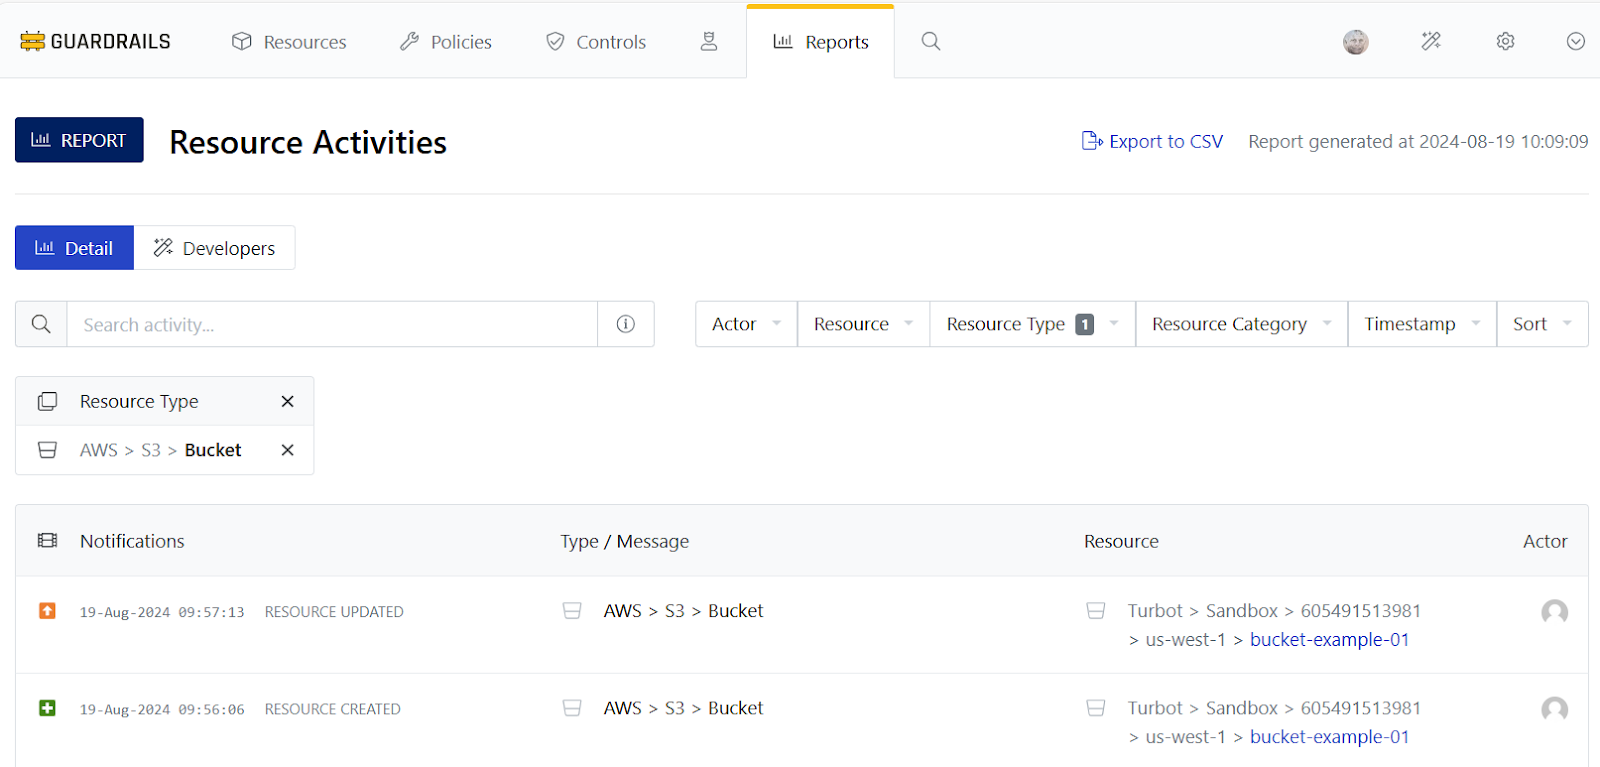 GUARDRAILS Resources Policies Controls Reports
REPORT Resource Activities Export to CSV Report generated at 2024-08-19 10:09:09
Detail Developers
Search activity... Actor Resource Resource Type 1 Resource Category Timestamp Sort
Resource Type
AWS > S3 > Bucket
Notifications Type / Message Resource Actor
19-Aug-2024 09:57:13 RESOURCE UPDATED AWS > S3 > Bucket Turbot > Sandbox > 605491513981
> us-west-1 > bucket-example-01
19-Aug-2024 09:56:06 RESOURCE CREATED AWS > S3 > Bucket Turbot > Sandbox > 605491513981
> us-west-1 > bucket-example-01